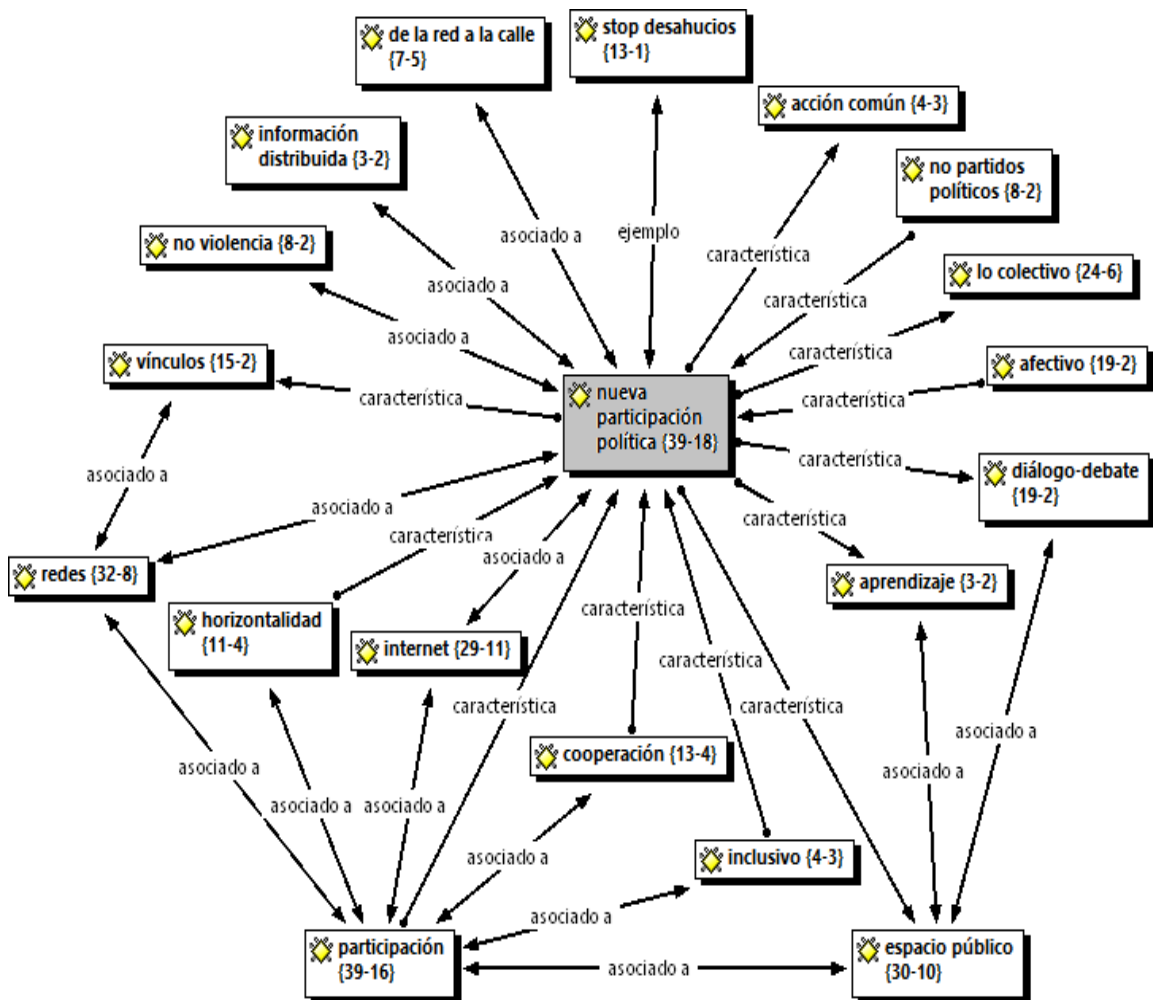 de la red a la calle
{7-5}
stop desahucios
{13-1}
acción común {4-3}
información
distribuida {3-2}
no partidos
políticos {8-2}
no violencia {8-2}
asociado a
ejemplo
característica
lo colectivo {24-6}
asociado a
característica
vínculos {15-2}
asociado a
característica
afectivo {19-2}
característica
nueva
participación
política {39-18}
característica
característica
diálogo-debate
{19-2}
asociado a
asociado a
característica
característica
redes {32-8}
asociado a
aprendizaje {3-2}
horizontalidad
{11-4}
característica
internet {29-11}
característica
característica
característica
asociado a
cooperación {13-4}
asociado a
asociado a
asociado a
asociado a
asociado a
inclusivo {4-3}
asociado a
participación
{39-16}
asociado a
espacio público
{30-10}